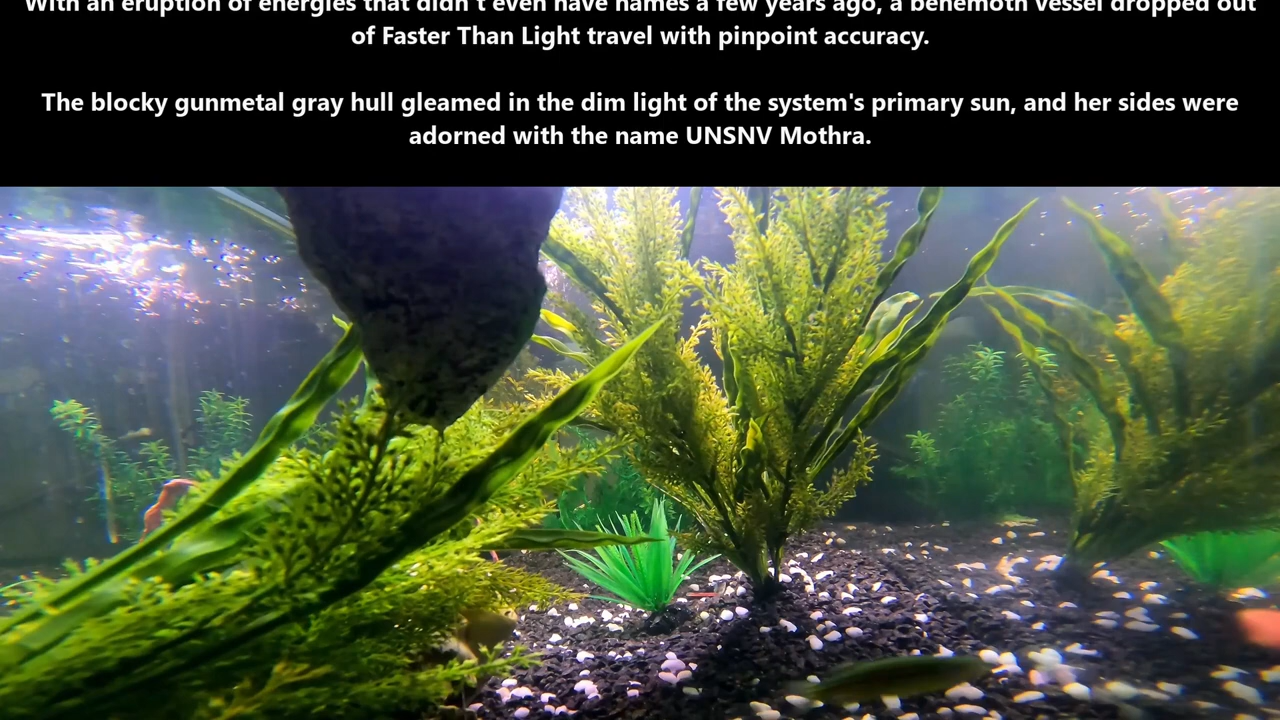 With an eruption of energies that didn't even have names a few years ago, a behemoth vessel dropped out
of Faster Than Light travel with pinpoint accuracy.
The blocky gunmetal gray hull gleamed in the dim light of the system's primary sun, and her sides were
adorned with the name UNSNV Mothra.